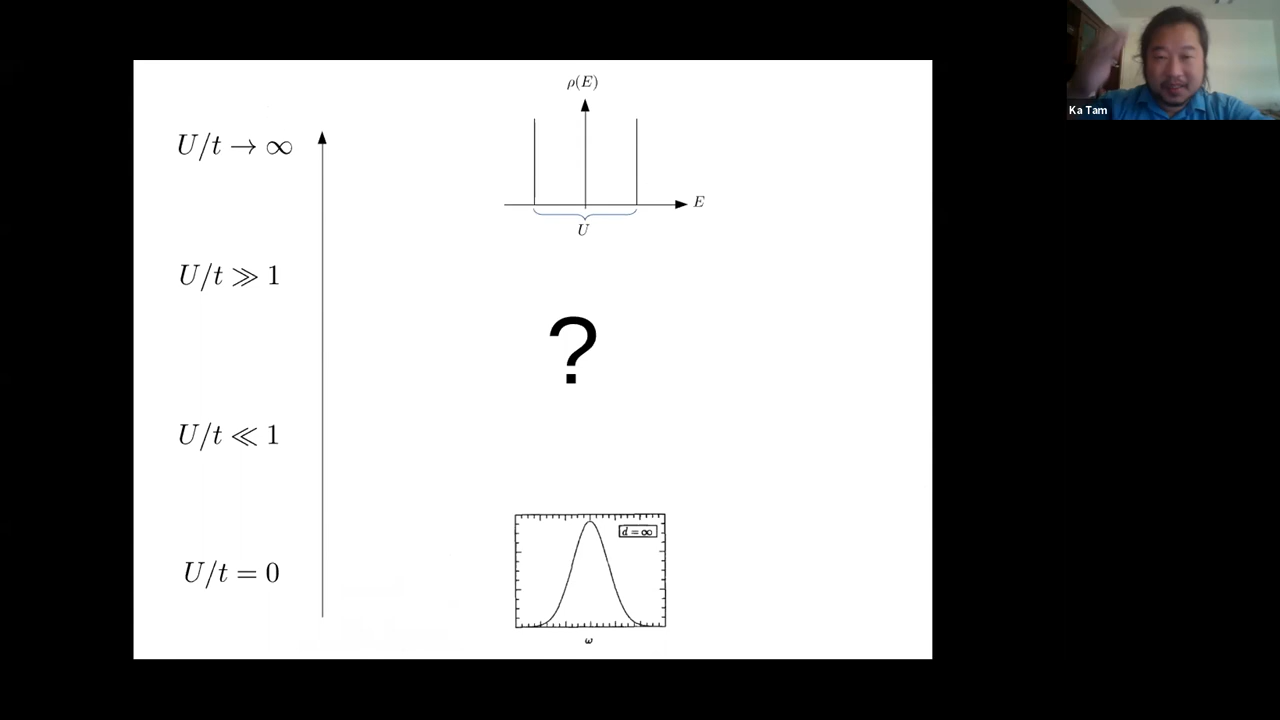 ρ(E)
U/t → ∞
E
U
U/t ≫ 1
?
U/t ≪ 1
d = ∞
U/t = 0
ω
Ka Tam